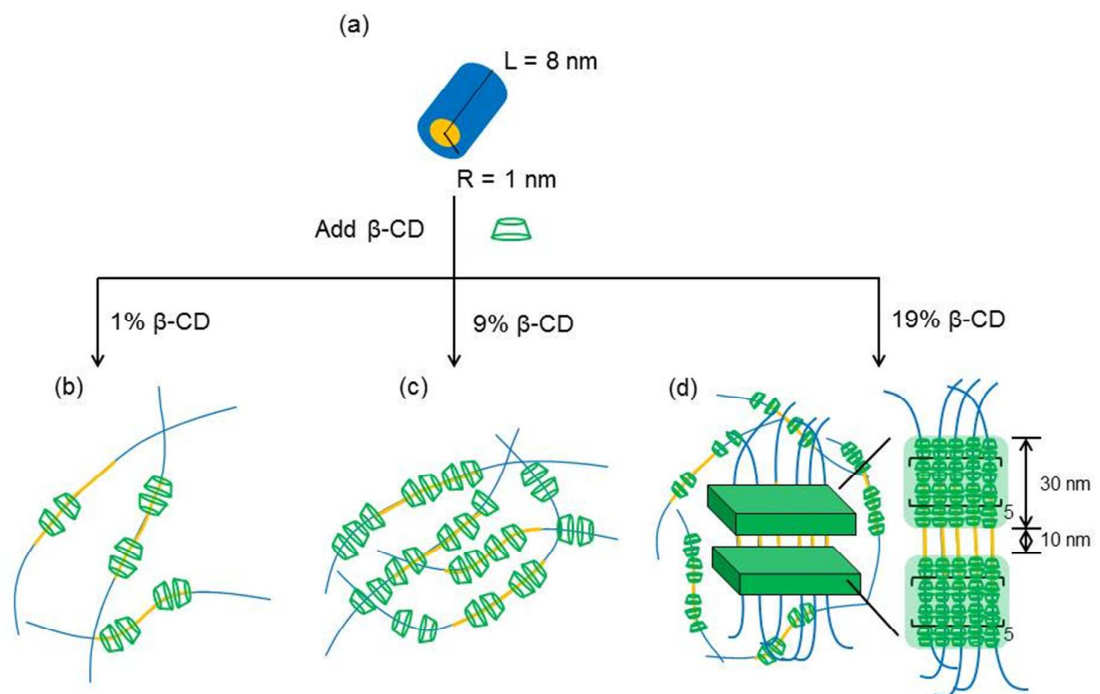 (a)
L = 8 nm
R = 1 nm
Add β-CD
1% β-CD
9% β-CD
19% β-CD
(b)
(c)
(d)
30 nm
5
10 nm
5